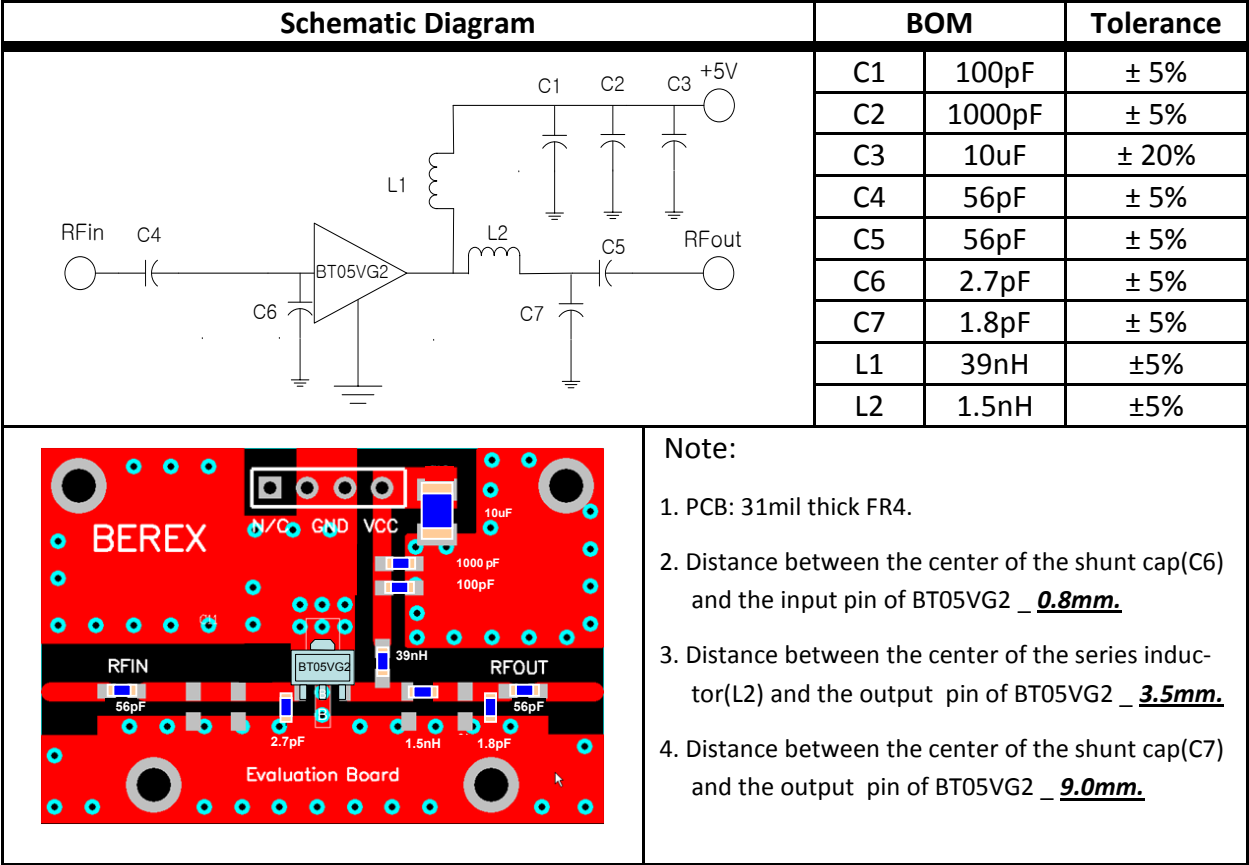 Schematic Diagram
BOM
Tolerance
C1
C2
C3
+5V
L1
RFin
C4
BT05VG2
L2
C5
RFout
C6
C7
C1 100pF ± 5%
C2 1000pF ± 5%
C3 10uF ± 20%
C4 56pF ± 5%
C5 56pF ± 5%
C6 2.7pF ± 5%
C7 1.8pF ± 5%
L1 39nH ±5%
L2 1.5nH ±5%
BEREX
N/C GND VCC
10uF
1000 pF
100pF
39nH
RFIN
BT05VG2
RFOUT
56pF
56pF
2.7pF
1.5nH
1.8pF
Evaluation Board
Note:
1. PCB: 31mil thick FR4.
2. Distance between the center of the shunt cap(C6)
and the input pin of BT05VG2 _ 0.8mm.
3. Distance between the center of the series induc-
tor(L2) and the output pin of BT05VG2 _ 3.5mm.
4. Distance between the center of the shunt cap(C7)
and the output pin of BT05VG2 _ 9.0mm.